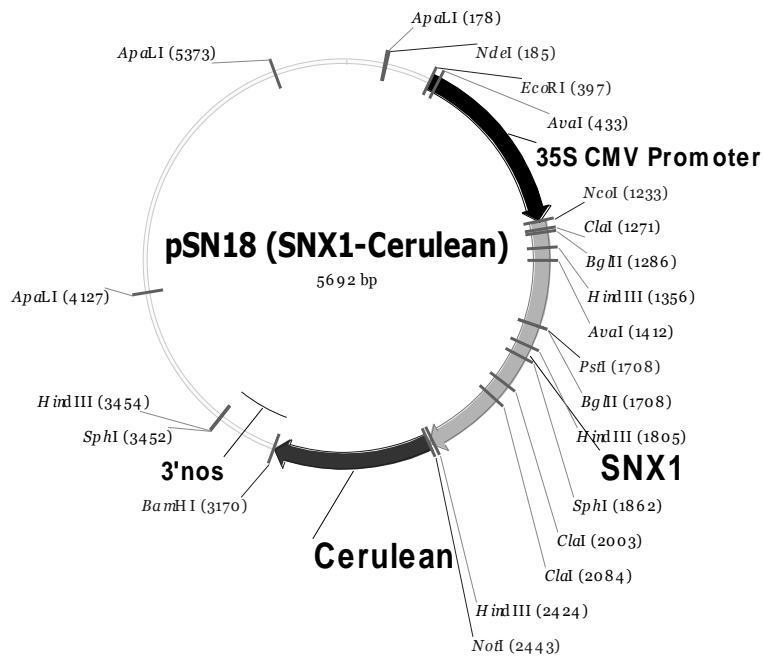 ApaLI (178)
NdeI (185)
ApaLI (5373)
EcoRI (397)
AvaI (433)
35S CMV Promoter
NcoI (1233)
ClaI (1271)
pSN18 (SNX1-Cerulean)
BglII (1286)
5692 bp
HindIII (1356)
ApaLI (4127)
AvaI (1412)
PstI (1708)
BglII (1708)
HindIII (3454)
HindIII (1805)
SphI (3452)
SNX1
3'nos
BamHI (3170)
SphI (1862)
ClaI (2003)
Cerulean
ClaI (2084)
HindIII (2424)
NotI (2443)